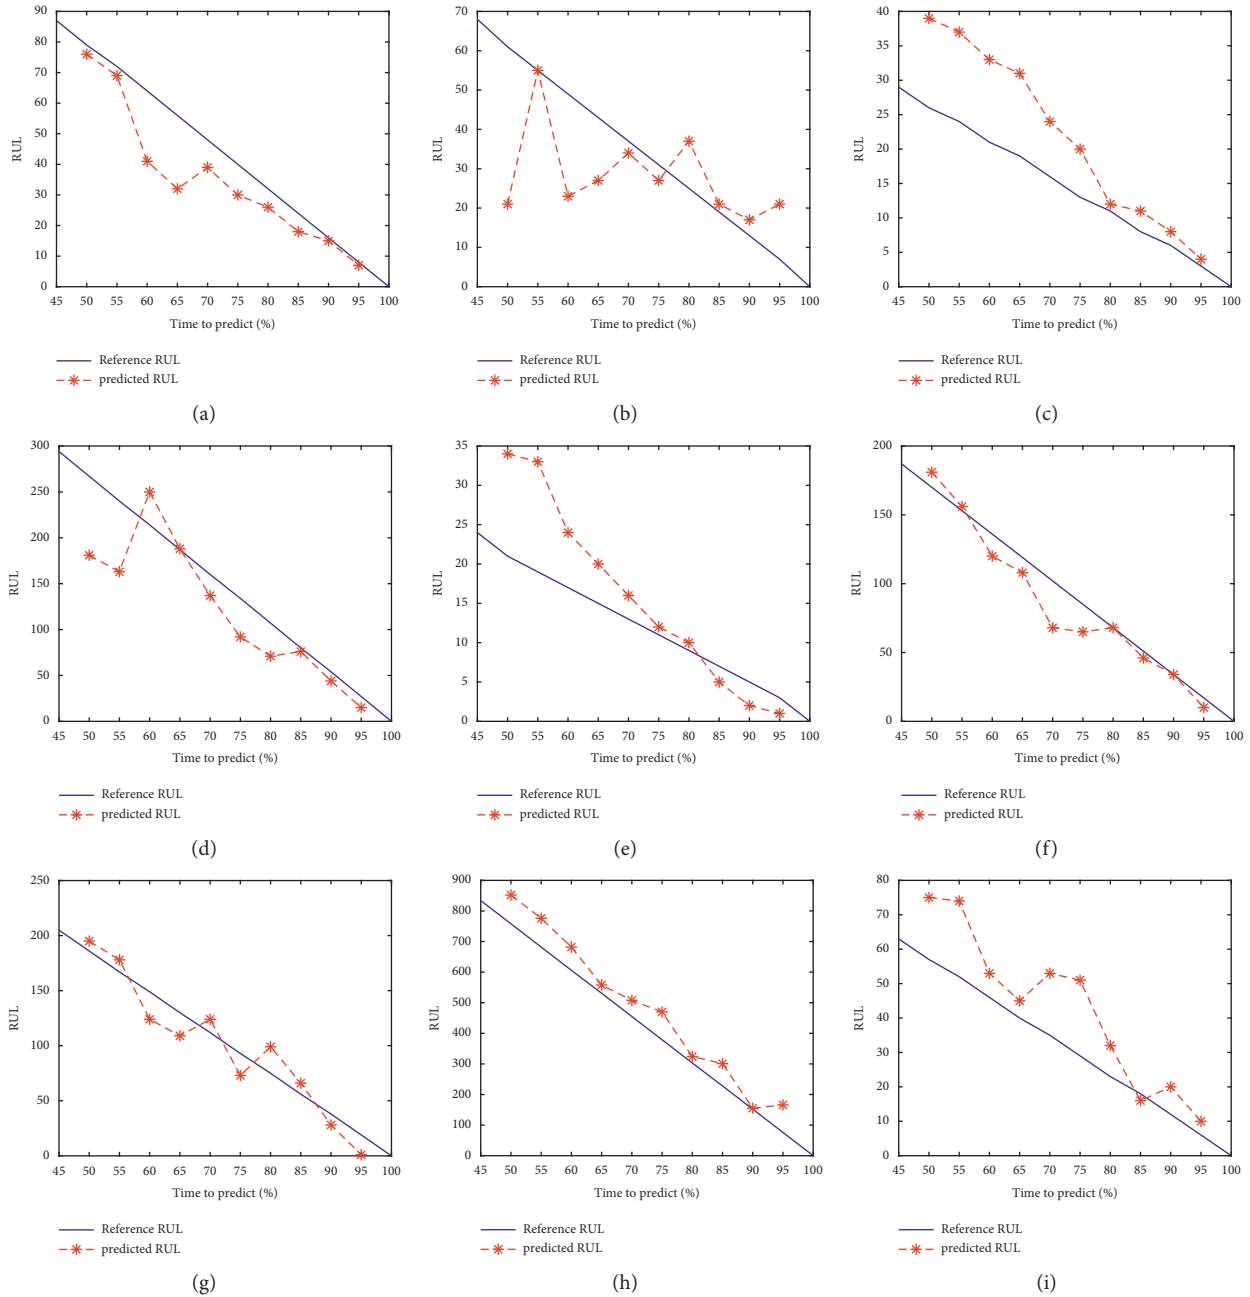 90
80
70
60
50
40
30
20
10
0
RUL
45 50 55 60 65 70 75 80 85 90 95 100
Time to predict (%)
Reference RUL
predicted RUL
(a)
70
60
50
40
30
20
10
0
RUL
45 50 55 60 65 70 75 80 85 90 95 100
Time to predict (%)
Reference RUL
predicted RUL
(b)
40
35
30
25
20
15
10
5
0
RUL
45 50 55 60 65 70 75 80 85 90 95 100
Time to predict (%)
Reference RUL
predicted RUL
(c)
300
250
200
150
100
50
0
RUL
45 50 55 60 65 70 75 80 85 90 95 100
Time to predict (%)
Reference RUL
predicted RUL
(d)
35
30
25
20
15
10
5
0
RUL
45 50 55 60 65 70 75 80 85 90 95 100
Time to predict (%)
Reference RUL
predicted RUL
(e)
200
150
100
50
0
RUL
45 50 55 60 65 70 75 80 85 90 95 100
Time to predict (%)
Reference RUL
predicted RUL
(f)
250
200
150
100
50
0
RUL
45 50 55 60 65 70 75 80 85 90 95 100
Time to predict (%)
Reference RUL
predicted RUL
(g)
900
800
700
600
500
400
300
200
100
0
RUL
45 50 55 60 65 70 75 80 85 90 95 100
Time to predict (%)
Reference RUL
predicted RUL
(h)
80
70
60
50
40
30
20
10
0
RUL
45 50 55 60 65 70 75 80 85 90 95 100
Time to predict (%)
Reference RUL
predicted RUL
(i)